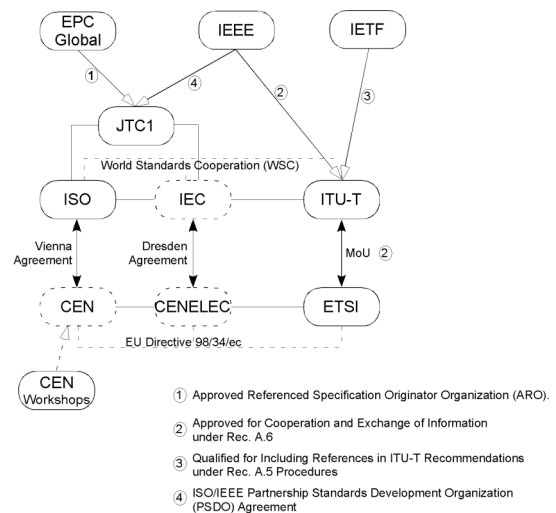 EPC
Global
IEEE
IETF
1
4
2
3
JTC1
World Standards Cooperation (WSC)
ISO
IEC
ITU-T
Vienna
Agreement
Dresden
Agreement
MoU 2
CEN
CENELEC
ETSI
EU Directive 98/34/ec
CEN
Workshops
1 Approved Referenced Specification Originator Organization (ARO).
2 Approved for Cooperation and Exchange of Information
under Rec. A.6
3 Qualified for Including References in ITU-T Recommendations
under Rec. A.5 Procedures
4 ISO/IEEE Partnership Standards Development Organization
(PSDO) Agreement